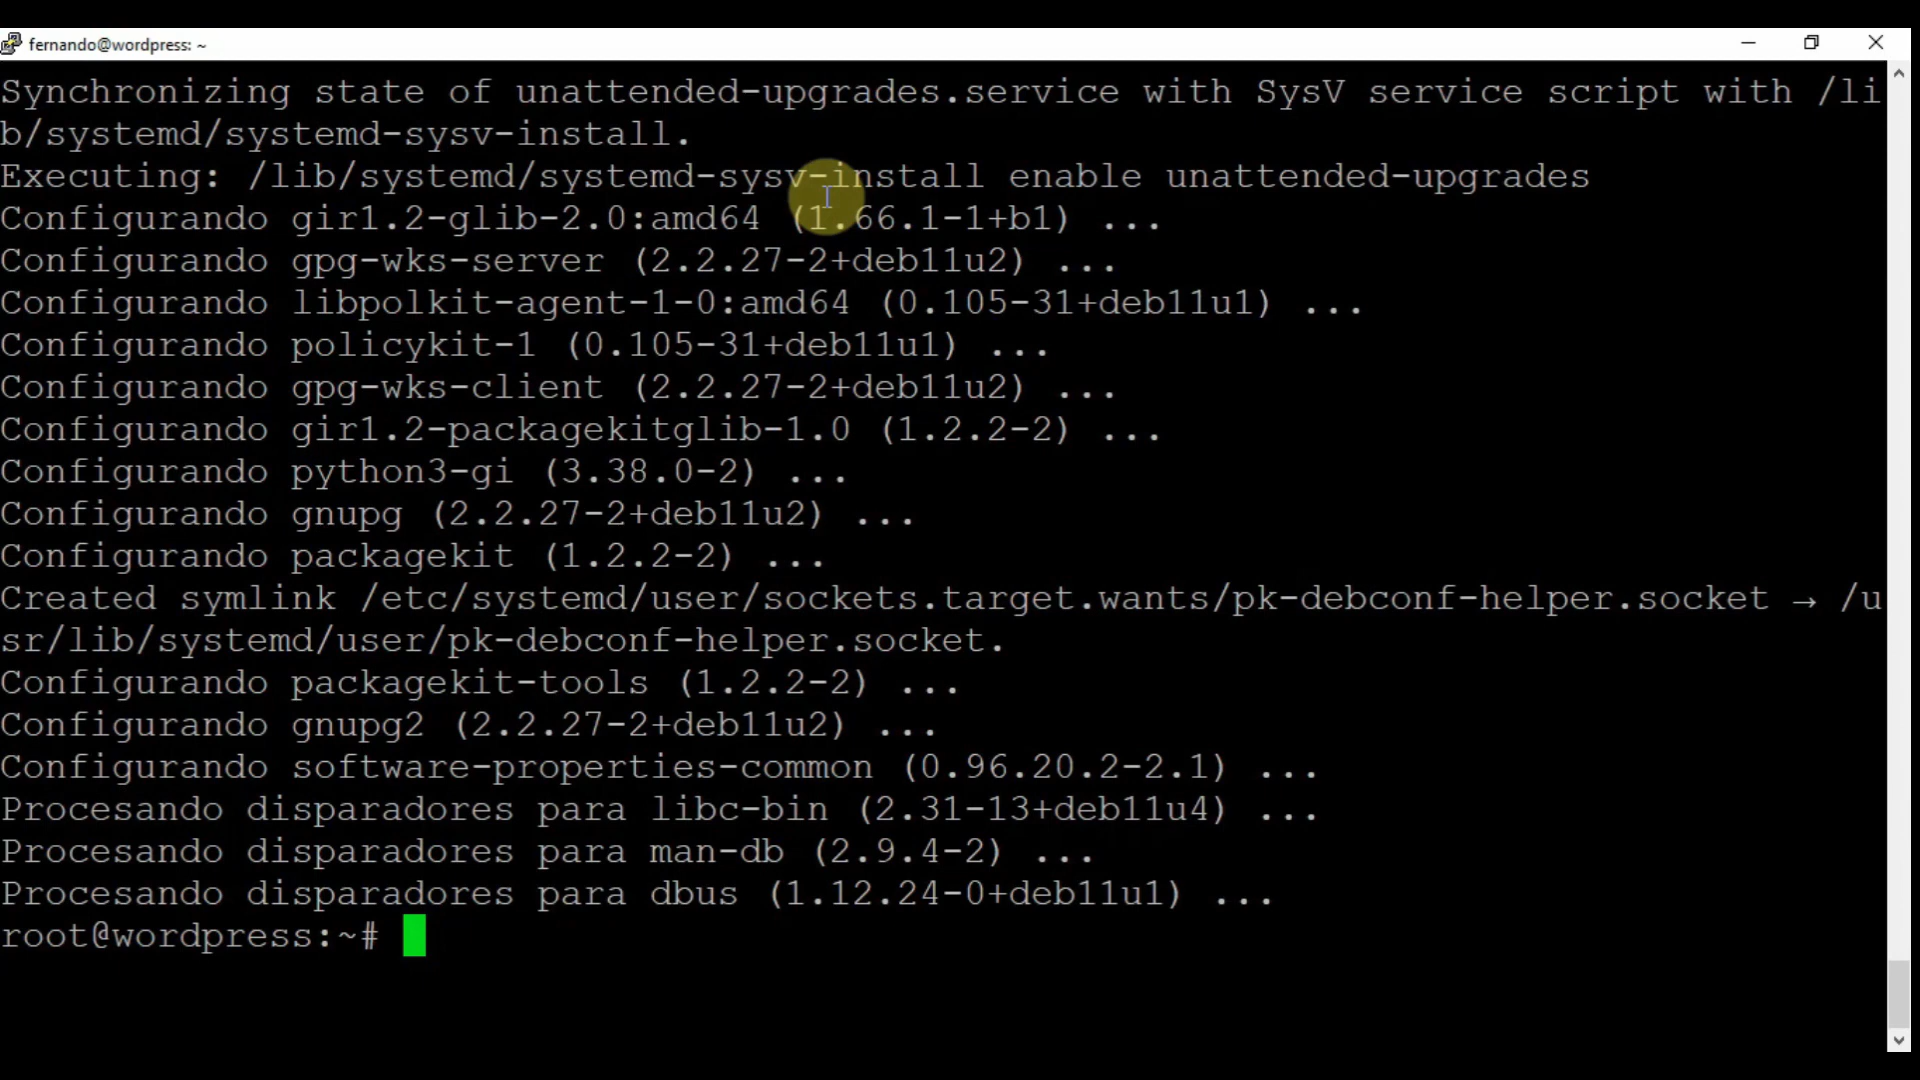 fernando@wordpress: ~
Synchronizing state of unattended-upgrades.service with SysV service script with /li
b/systemd/systemd-sysv-install.
Executing: /lib/systemd/systemd-sysv-install enable unattended-upgrades
Configurando gir1.2-glib-2.0:amd64 (1.66.1-1+b1) ...
Configurando gpg-wks-server (2.2.27-2+deb11u2) ...
Configurando libpolkit-agent-1-0:amd64 (0.105-31+deb11u1) ...
Configurando policykit-1 (0.105-31+deb11u1) ...
Configurando gpg-wks-client (2.2.27-2+deb11u2) ...
Configurando gir1.2-packagekitglib-1.0 (1.2.2-2) ...
Configurando python3-gi (3.38.0-2) ...
Configurando gnupg (2.2.27-2+deb11u2) ...
Configurando packagekit (1.2.2-2) ...
Created symlink /etc/systemd/user/sockets.target.wants/pk-debconf-helper.socket → /u
sr/lib/systemd/user/pk-debconf-helper.socket.
Configurando packagekit-tools (1.2.2-2) ...
Configurando gnupg2 (2.2.27-2+deb11u2) ...
Configurando software-properties-common (0.96.20.2-2.1) ...
Procesando disparadores para libc-bin (2.31-13+deb11u4) ...
Procesando disparadores para man-db (2.9.4-2) ...
Procesando disparadores para dbus (1.12.24-0+deb11u1) ...
root@wordpress:~#